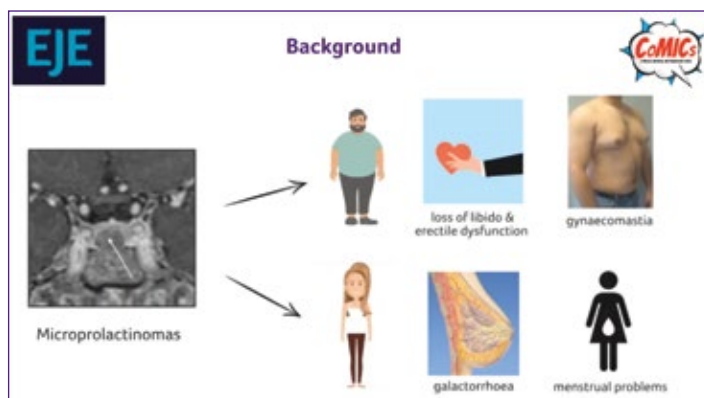 EJE
Background
CoMICs
loss of libido &
erectile dysfunction
gynaecomastia
Microprolactinomas
galactorrhoea
menstrual problems